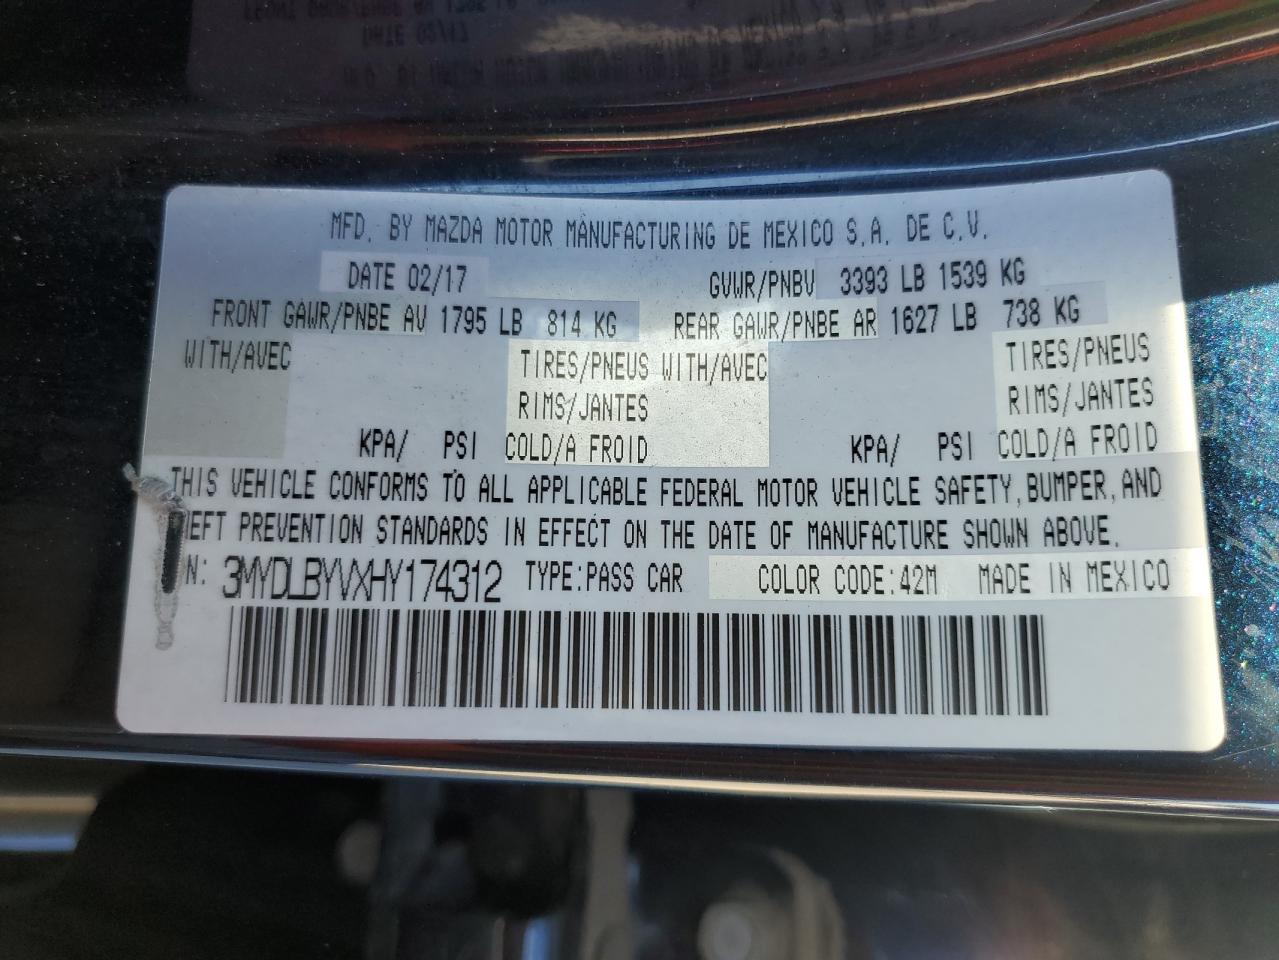 MFD. BY MAZDA MOTOR MANUFACTURING DE MEXICO S.A. DE C.V.
DATE 02/17 GVWR/PNBV 3393 LB 1539 KG
FRONT GAWR/PNBE AV 1795 LB 814 KG REAR GAWR/PNBE AR 1627 LB 738 KG
WITH/AVEC TIRES/PNEUS WITH/AVEC TIRES/PNEUS
RIMS/JANTES RIMS/JANTES
KPA/ PSI COLD/A FROID KPA/ PSI COLD/A FROID
THIS VEHICLE CONFORMS TO ALL APPLICABLE FEDERAL MOTOR VEHICLE SAFETY, BUMPER, AND
HEFT PREVENTION STANDARDS IN EFFECT ON THE DATE OF MANUFACTURE SHOWN ABOVE.
N: 3MYDLBYVXHY174312 TYPE:PASS CAR COLOR CODE:42M MADE IN MEXICO